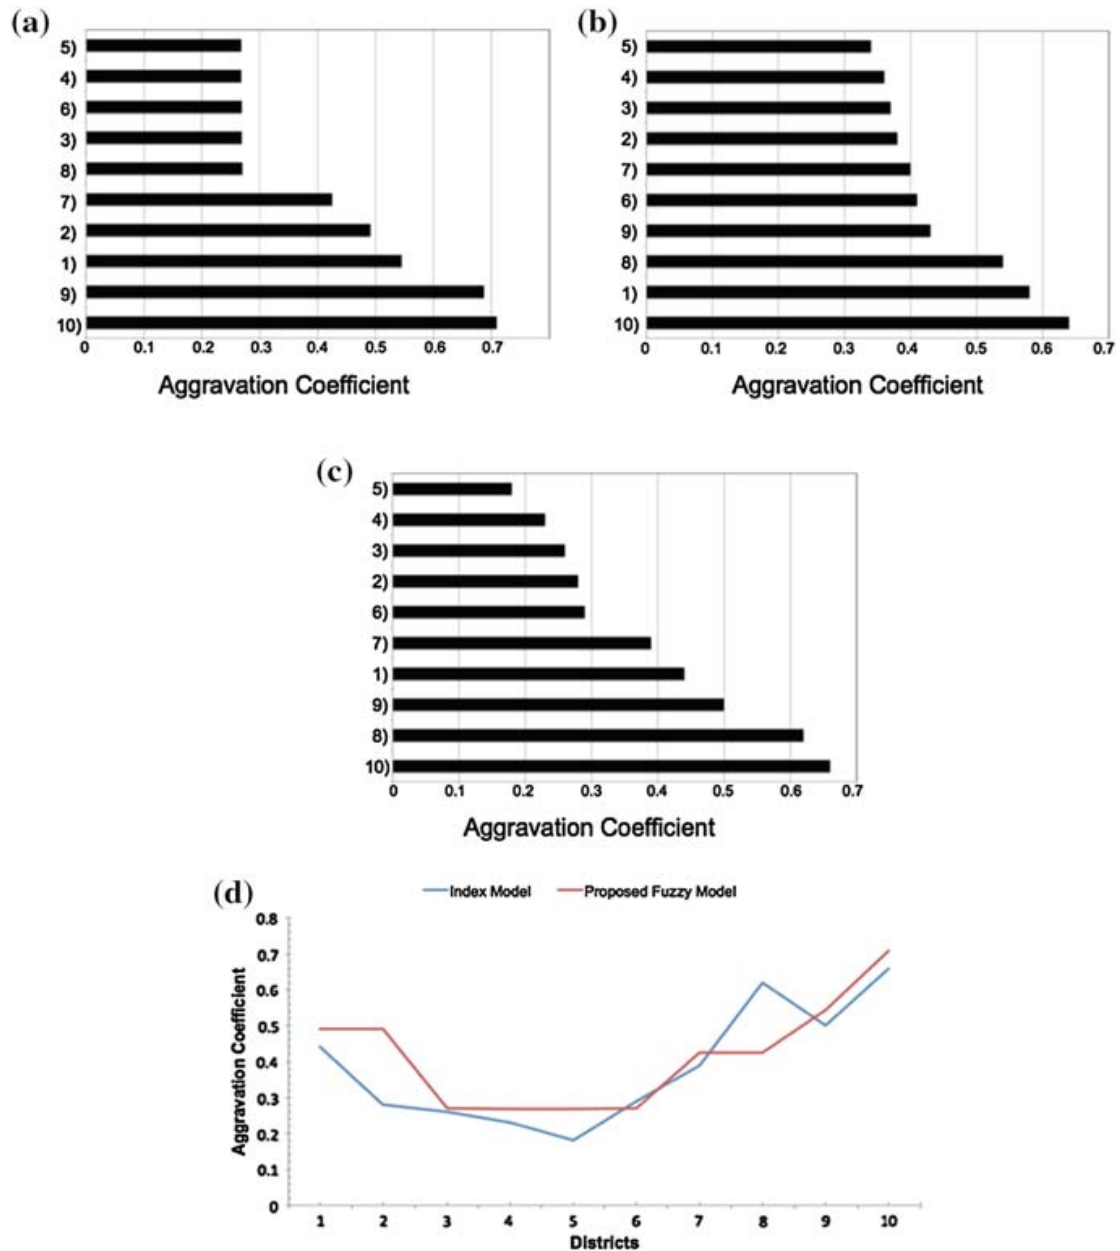 (a)
5)
4)
6)
3)
8)
7)
2)
1)
9)
10)
0 0.1 0.2 0.3 0.4 0.5 0.6 0.7
Aggravation Coefficient
(b)
5)
4)
3)
2)
7)
6)
9)
8)
1)
10)
0 0.1 0.2 0.3 0.4 0.5 0.6 0.7
Aggravation Coefficient
(c)
5)
4)
3)
2)
6)
7)
1)
9)
8)
10)
0 0.1 0.2 0.3 0.4 0.5 0.6 0.7
Aggravation Coefficient
(d)
Index Model Proposed Fuzzy Model
Aggravation Coefficient
0.8
0.7
0.6
0.5
0.4
0.3
0.2
0.1
0
1 2 3 4 5 6 7 8 9 10
Districts